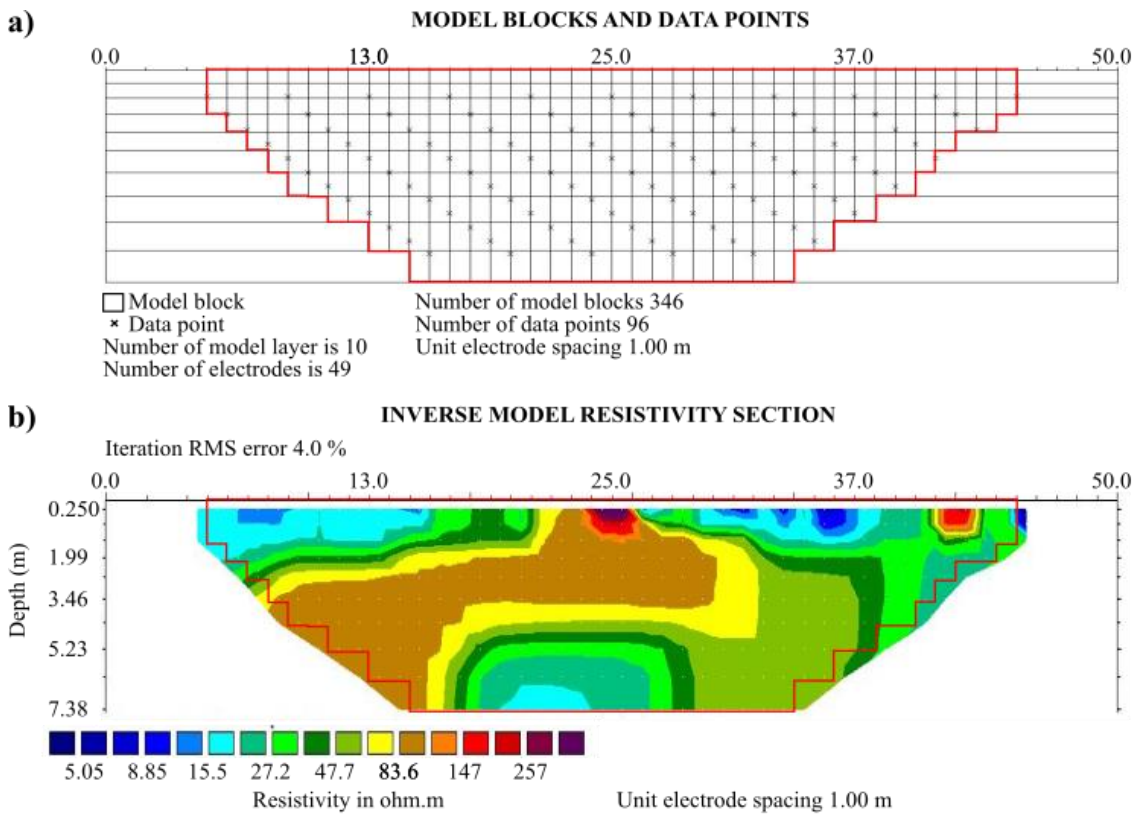 a)
MODEL BLOCKS AND DATA POINTS
0.0 13.0 25.0 37.0 50.0
Model block
× Data point
Number of model layer is 10
Number of electrodes is 49
Number of model blocks 346
Number of data points 96
Unit electrode spacing 1.00 m
b)
INVERSE MODEL RESISTIVITY SECTION
Iteration RMS error 4.0 %
0.0 13.0 25.0 37.0 50.0
Depth (m)
0.250
1.99
3.46
5.23
7.38
5.05 8.85 15.5 27.2 47.7 83.6 147 257
Resistivity in ohm.m
Unit electrode spacing 1.00 m